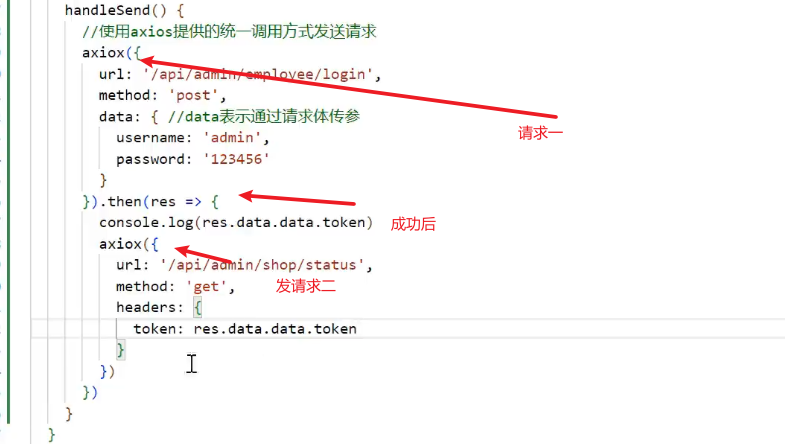 handleSend() {
//使用axios提供的统一调用方式发送请求
axiox({
url: '/api/admin/employee/login',
method: 'post',
请求一
data: { //data表示通过请求体传参
username: 'admin',
password: '123456'
}
}).then(res => {
console.log(res.data.data.token)
成功后
axiox({
url: '/api/admin/shop/status',
method: 'get',
发请求二
headers: {
token: res.data.data.token
}
})
})
}
}